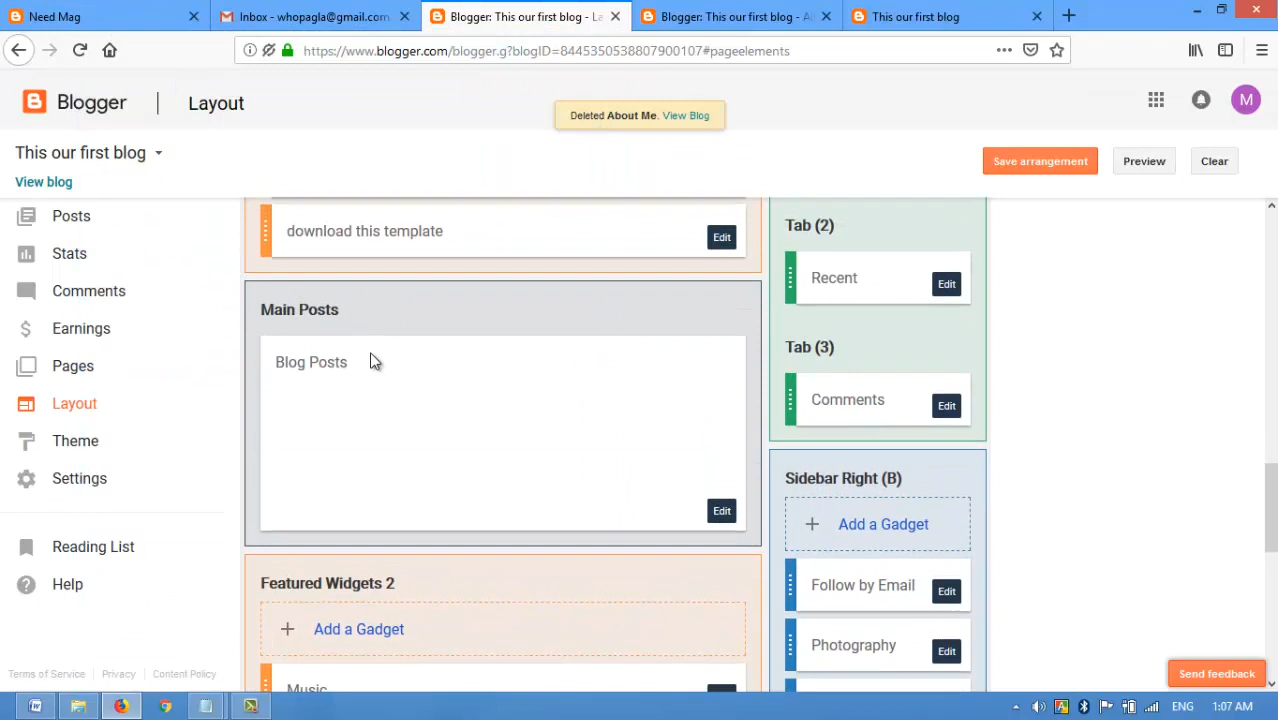 Need Mag
Inbox - whopagla@gmail.com
Blogger: This our first blog - La
Blogger: This our first blog - Al
This our first blog
https://www.blogger.com/blogger.g?blogID=8445350538807900107#pageelements
Blogger
Layout
Deleted About Me. View Blog
M
This our first blog
Save arrangement
Preview
Clear
View blog
Posts
Stats
Comments
Earnings
Pages
Layout
Theme
Settings
Reading List
Help
Terms of Service
Privacy
Content Policy
download this template
Edit
Main Posts
Blog Posts
Edit
Featured Widgets 2
Add a Gadget
Music
Tab (2)
Recent
Edit
Tab (3)
Comments
Edit
Sidebar Right (B)
Add a Gadget
Follow by Email
Edit
Photography
Edit
Send feedback
ENG
1:07 AM